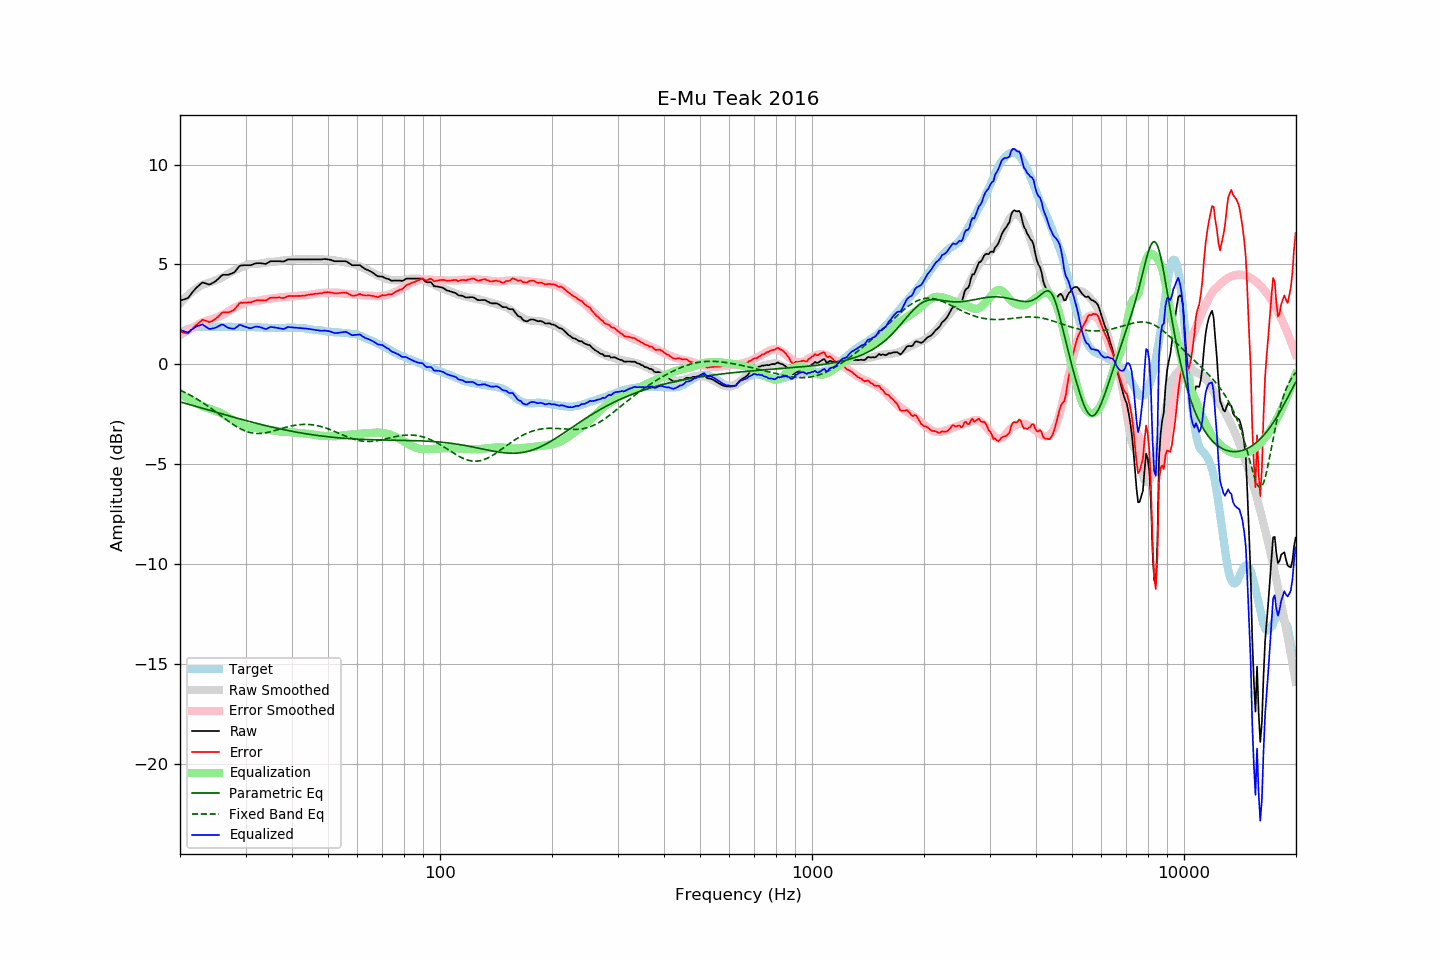 E-Mu Teak 2016
10
5
0
−5
−10
−15
−20
Amplitude (dBr)
Target
Raw Smoothed
Error Smoothed
Raw
Error
Equalization
Parametric Eq
Fixed Band Eq
Equalized
100
1000
10000
Frequency (Hz)